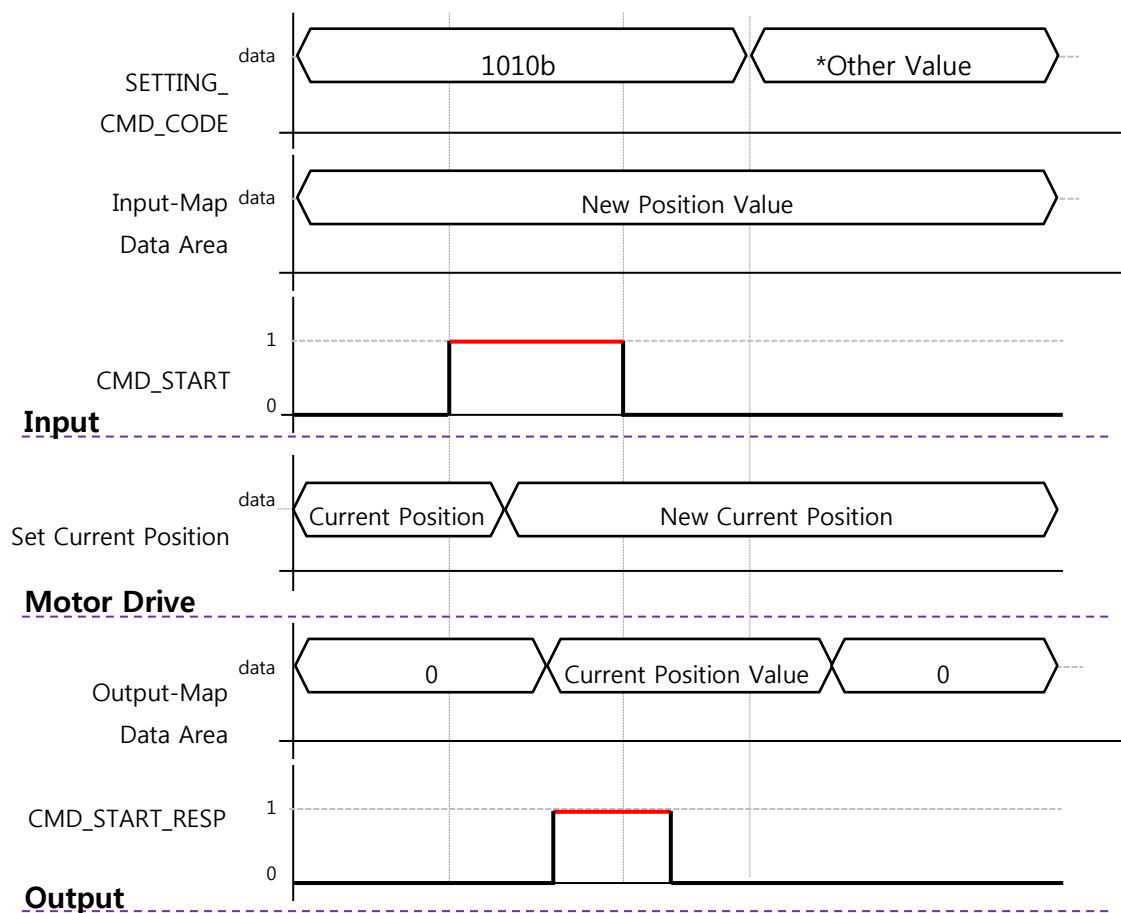 SETTING_
CMD_CODE
data
1010b
*Other Value
Input-Map
Data Area
data
New Position Value
CMD_START
1
0
Input
Set Current Position
data
Current Position
New Current Position
Motor Drive
Output-Map
Data Area
data
0
Current Position Value
0
CMD_START_RESP
1
0
Output